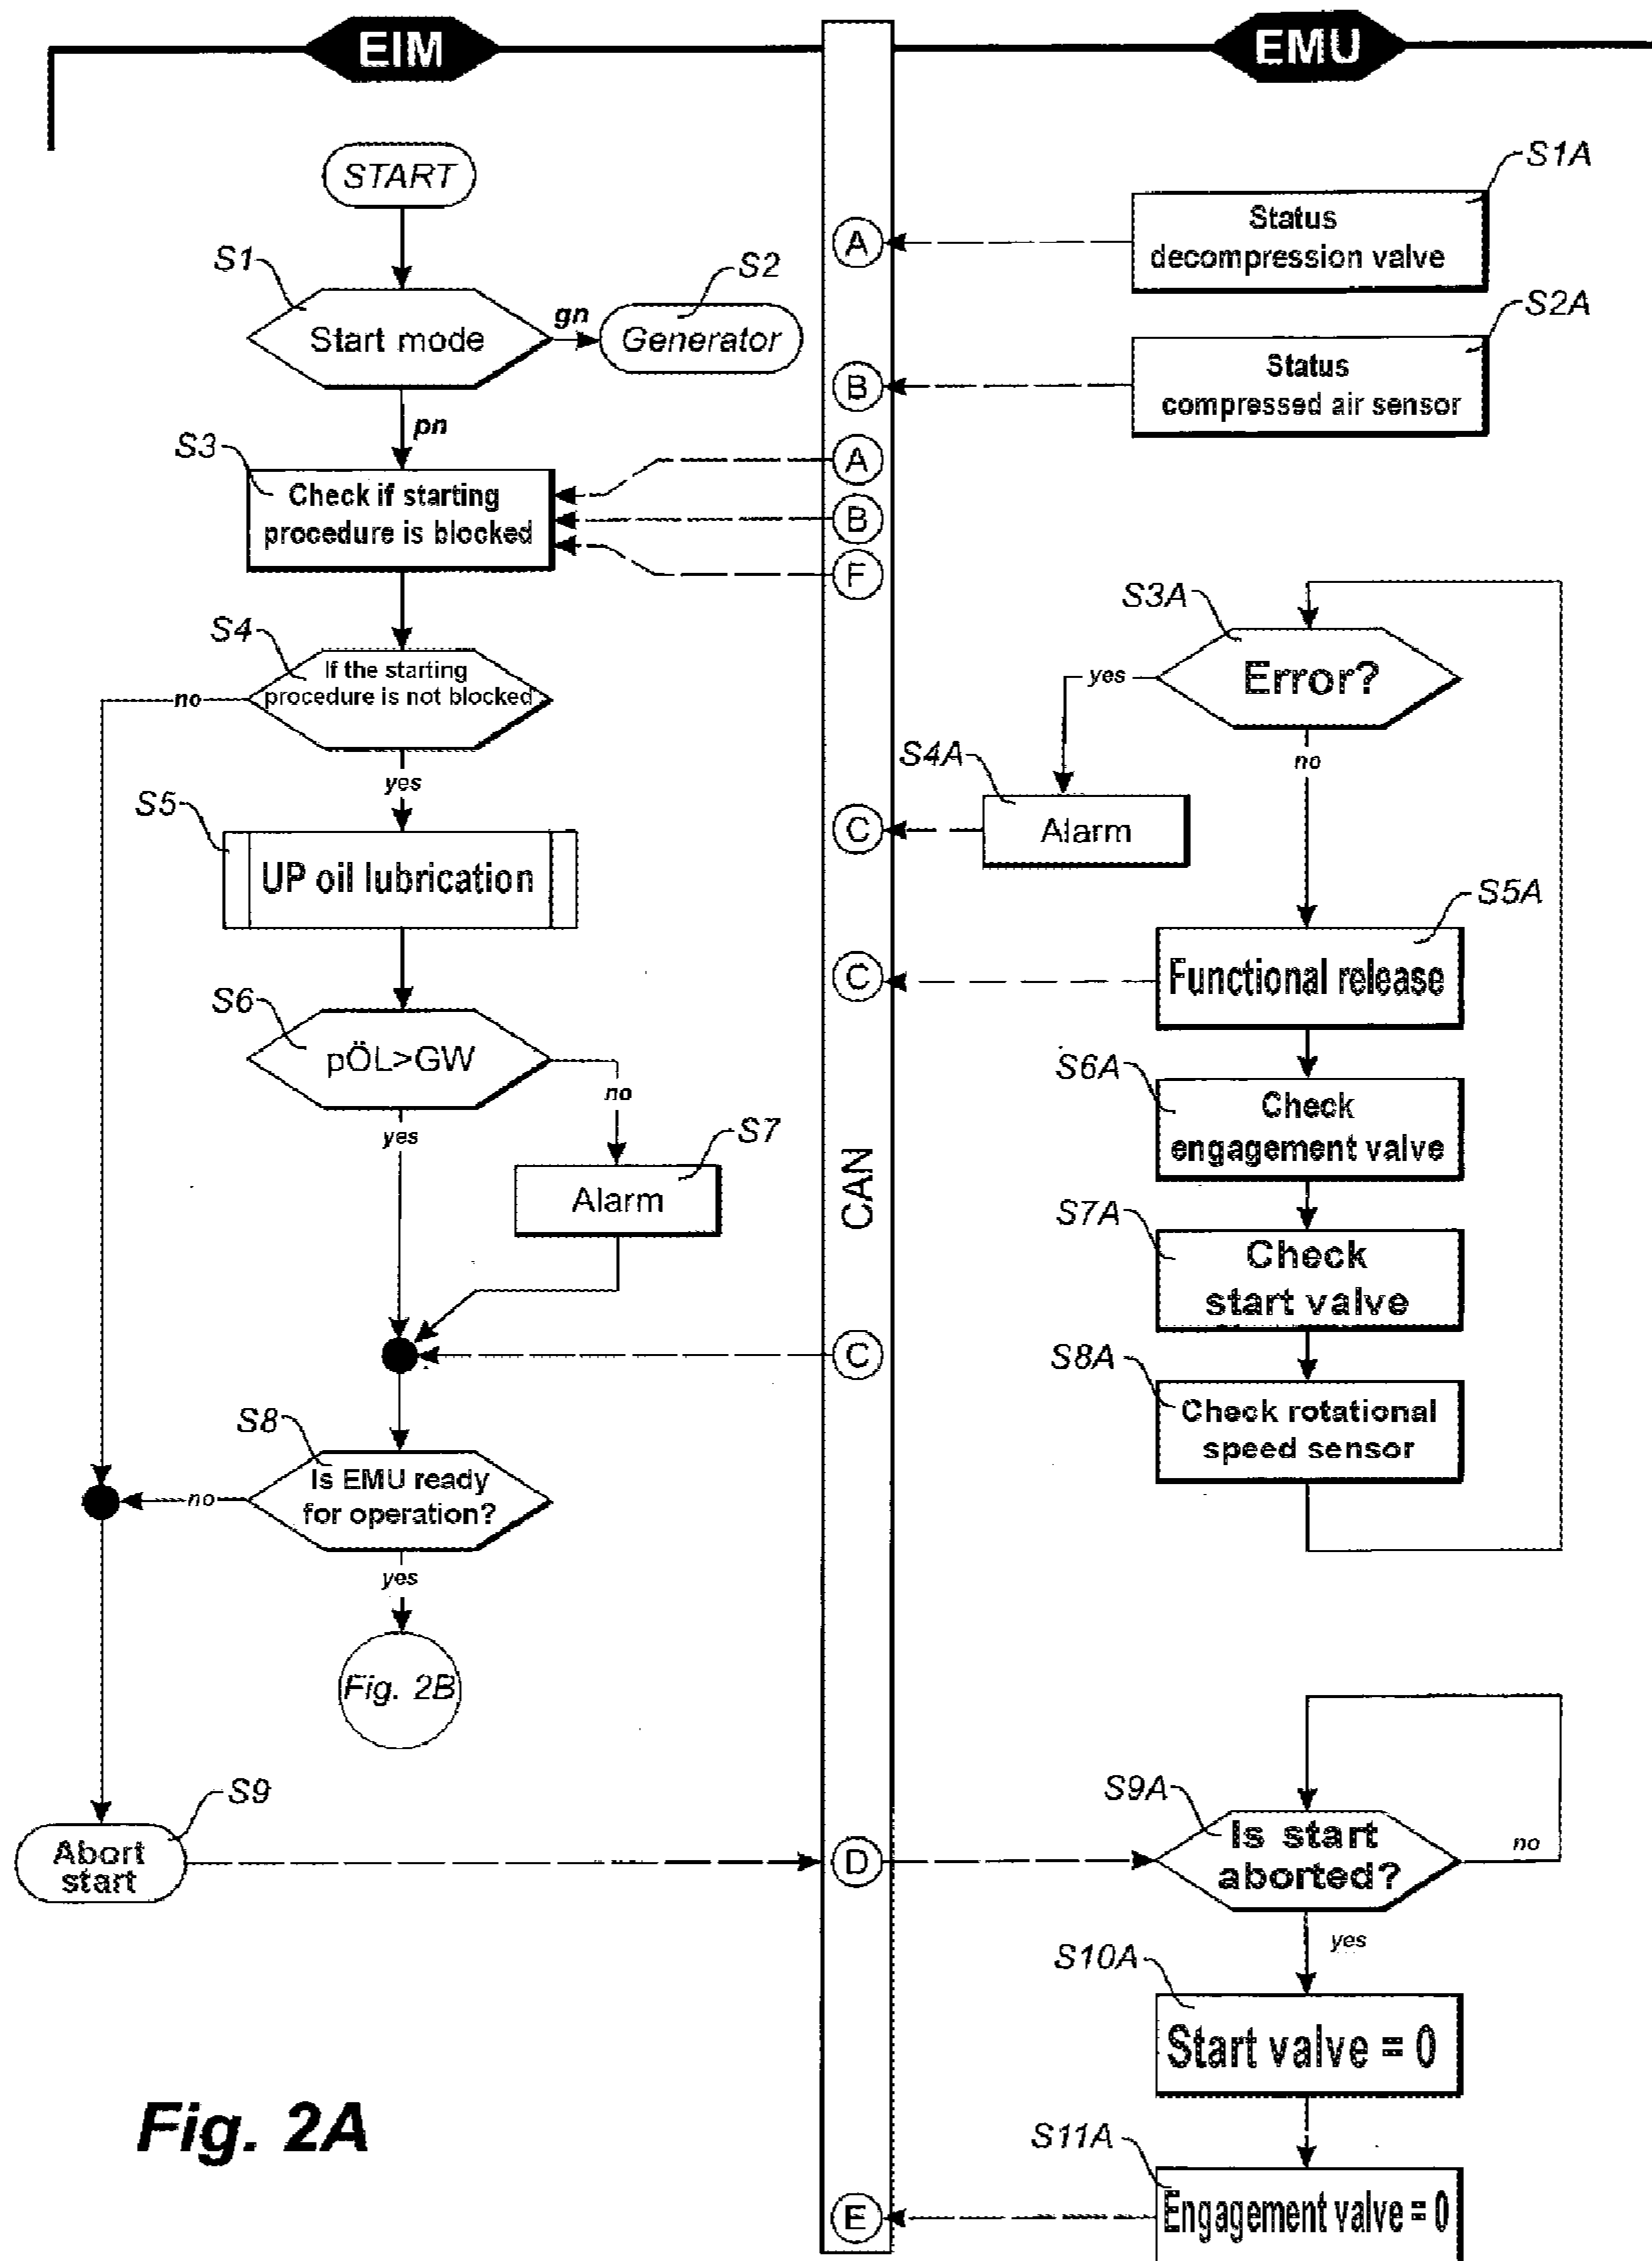 EIM
EMU
START
S1A
Status
decompression valve
A
S1
S2
Start mode
gn
Generator
S2A
Status
compressed air sensor
B
pn
S3
Check if starting
procedure is blocked
A
B
F
S3A
Error?
yes
no
S4
If the starting
procedure is not blocked
no
yes
S4A
Alarm
C
S5
UP oil lubrication
S5A
Functional release
C
S6
pÖL>GW
no
yes
S6A
Check
engagement valve
S7
Alarm
CAN
S7A
Check
start valve
C
S8A
Check rotational
speed sensor
S8
Is EMU ready
for operation?
no
yes
Fig. 2B
S9
Abort
start
D
S9A
Is start
aborted?
no
yes
S10A
Start valve = 0
Fig. 2A
S11A
Engagement valve = 0
E